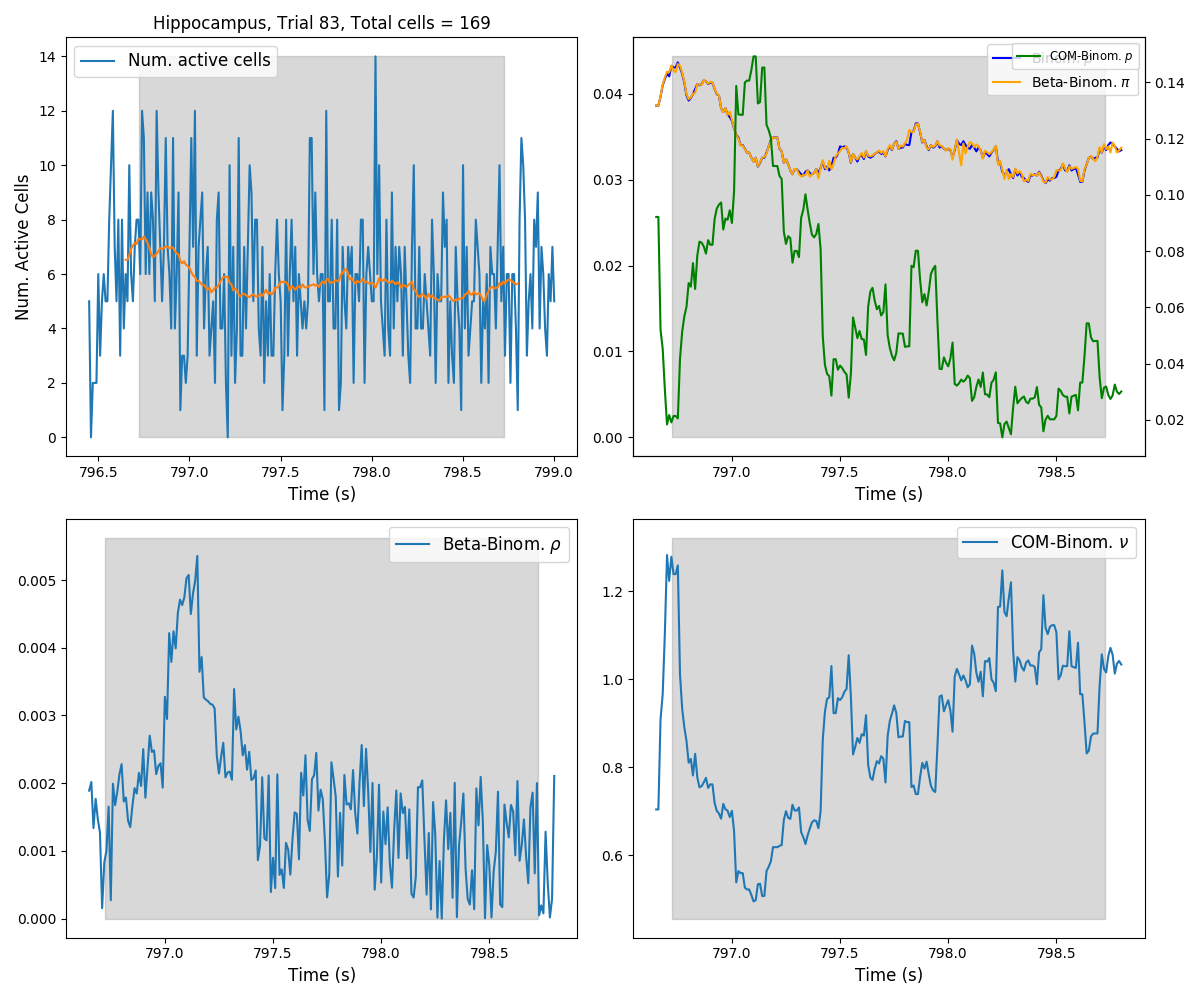 Hippocampus, Trial 83, Total cells = 169
Num. active cells
Num. Active Cells
14
12
10
8
6
4
2
0
796.5 797.0 797.5 798.0 798.5 799.0
Time (s)
COM-Binom. p
Beta-Binom. π
0.04
0.03
0.02
0.01
0.00
0.14
0.12
0.10
0.08
0.06
0.04
0.02
797.0 797.5 798.0 798.5
Time (s)
Beta-Binom. ρ
0.005
0.004
0.003
0.002
0.001
0.000
797.0 797.5 798.0 798.5
Time (s)
COM-Binom. ν
1.2
1.0
0.8
0.6
797.0 797.5 798.0 798.5
Time (s)